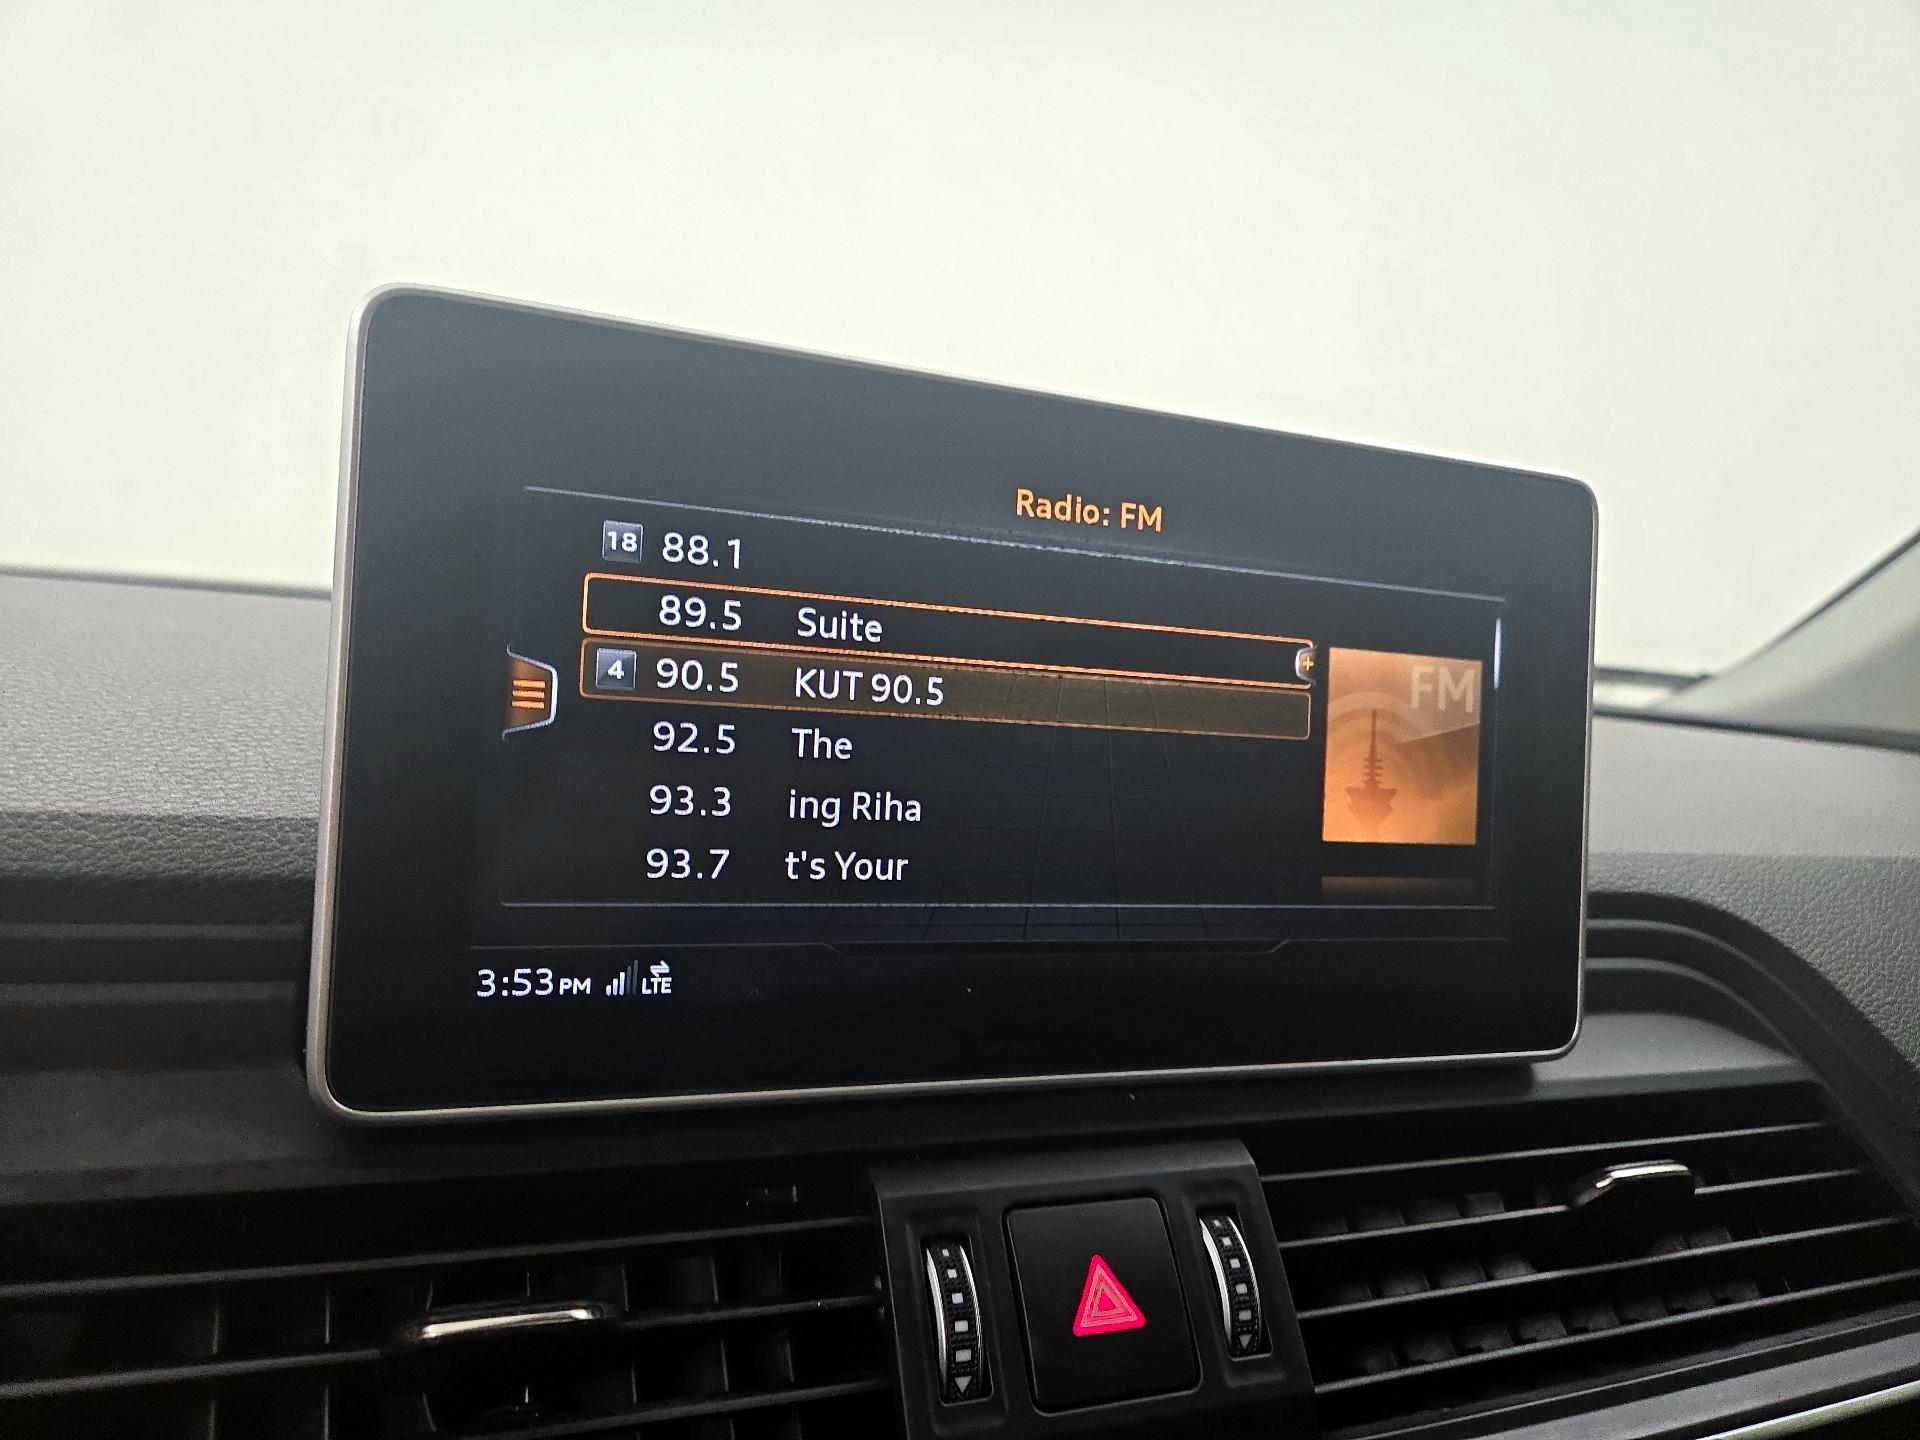 Radio: FM
18 88.1
89.5 Suite
4 90.5 KUT 90.5
FM
92.5 The
93.3 ing Riha
93.7 t's Your
3:53 PM LTE